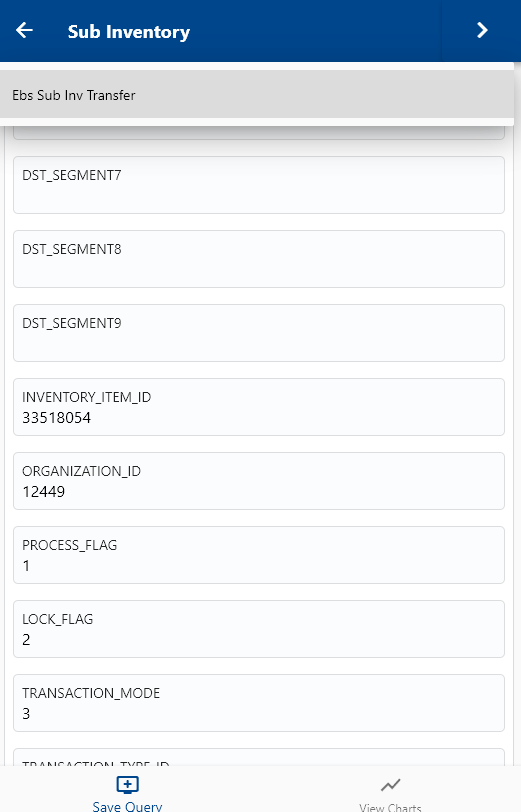 Sub Inventory
Ebs Sub Inv Transfer
DST_SEGMENT7
DST_SEGMENT8
DST_SEGMENT9
INVENTORY_ITEM_ID
33518054
ORGANIZATION_ID
12449
PROCESS_FLAG
1
LOCK_FLAG
2
TRANSACTION_MODE
3
TRANSACTION_TYPE_ID
Save Query
View Charts